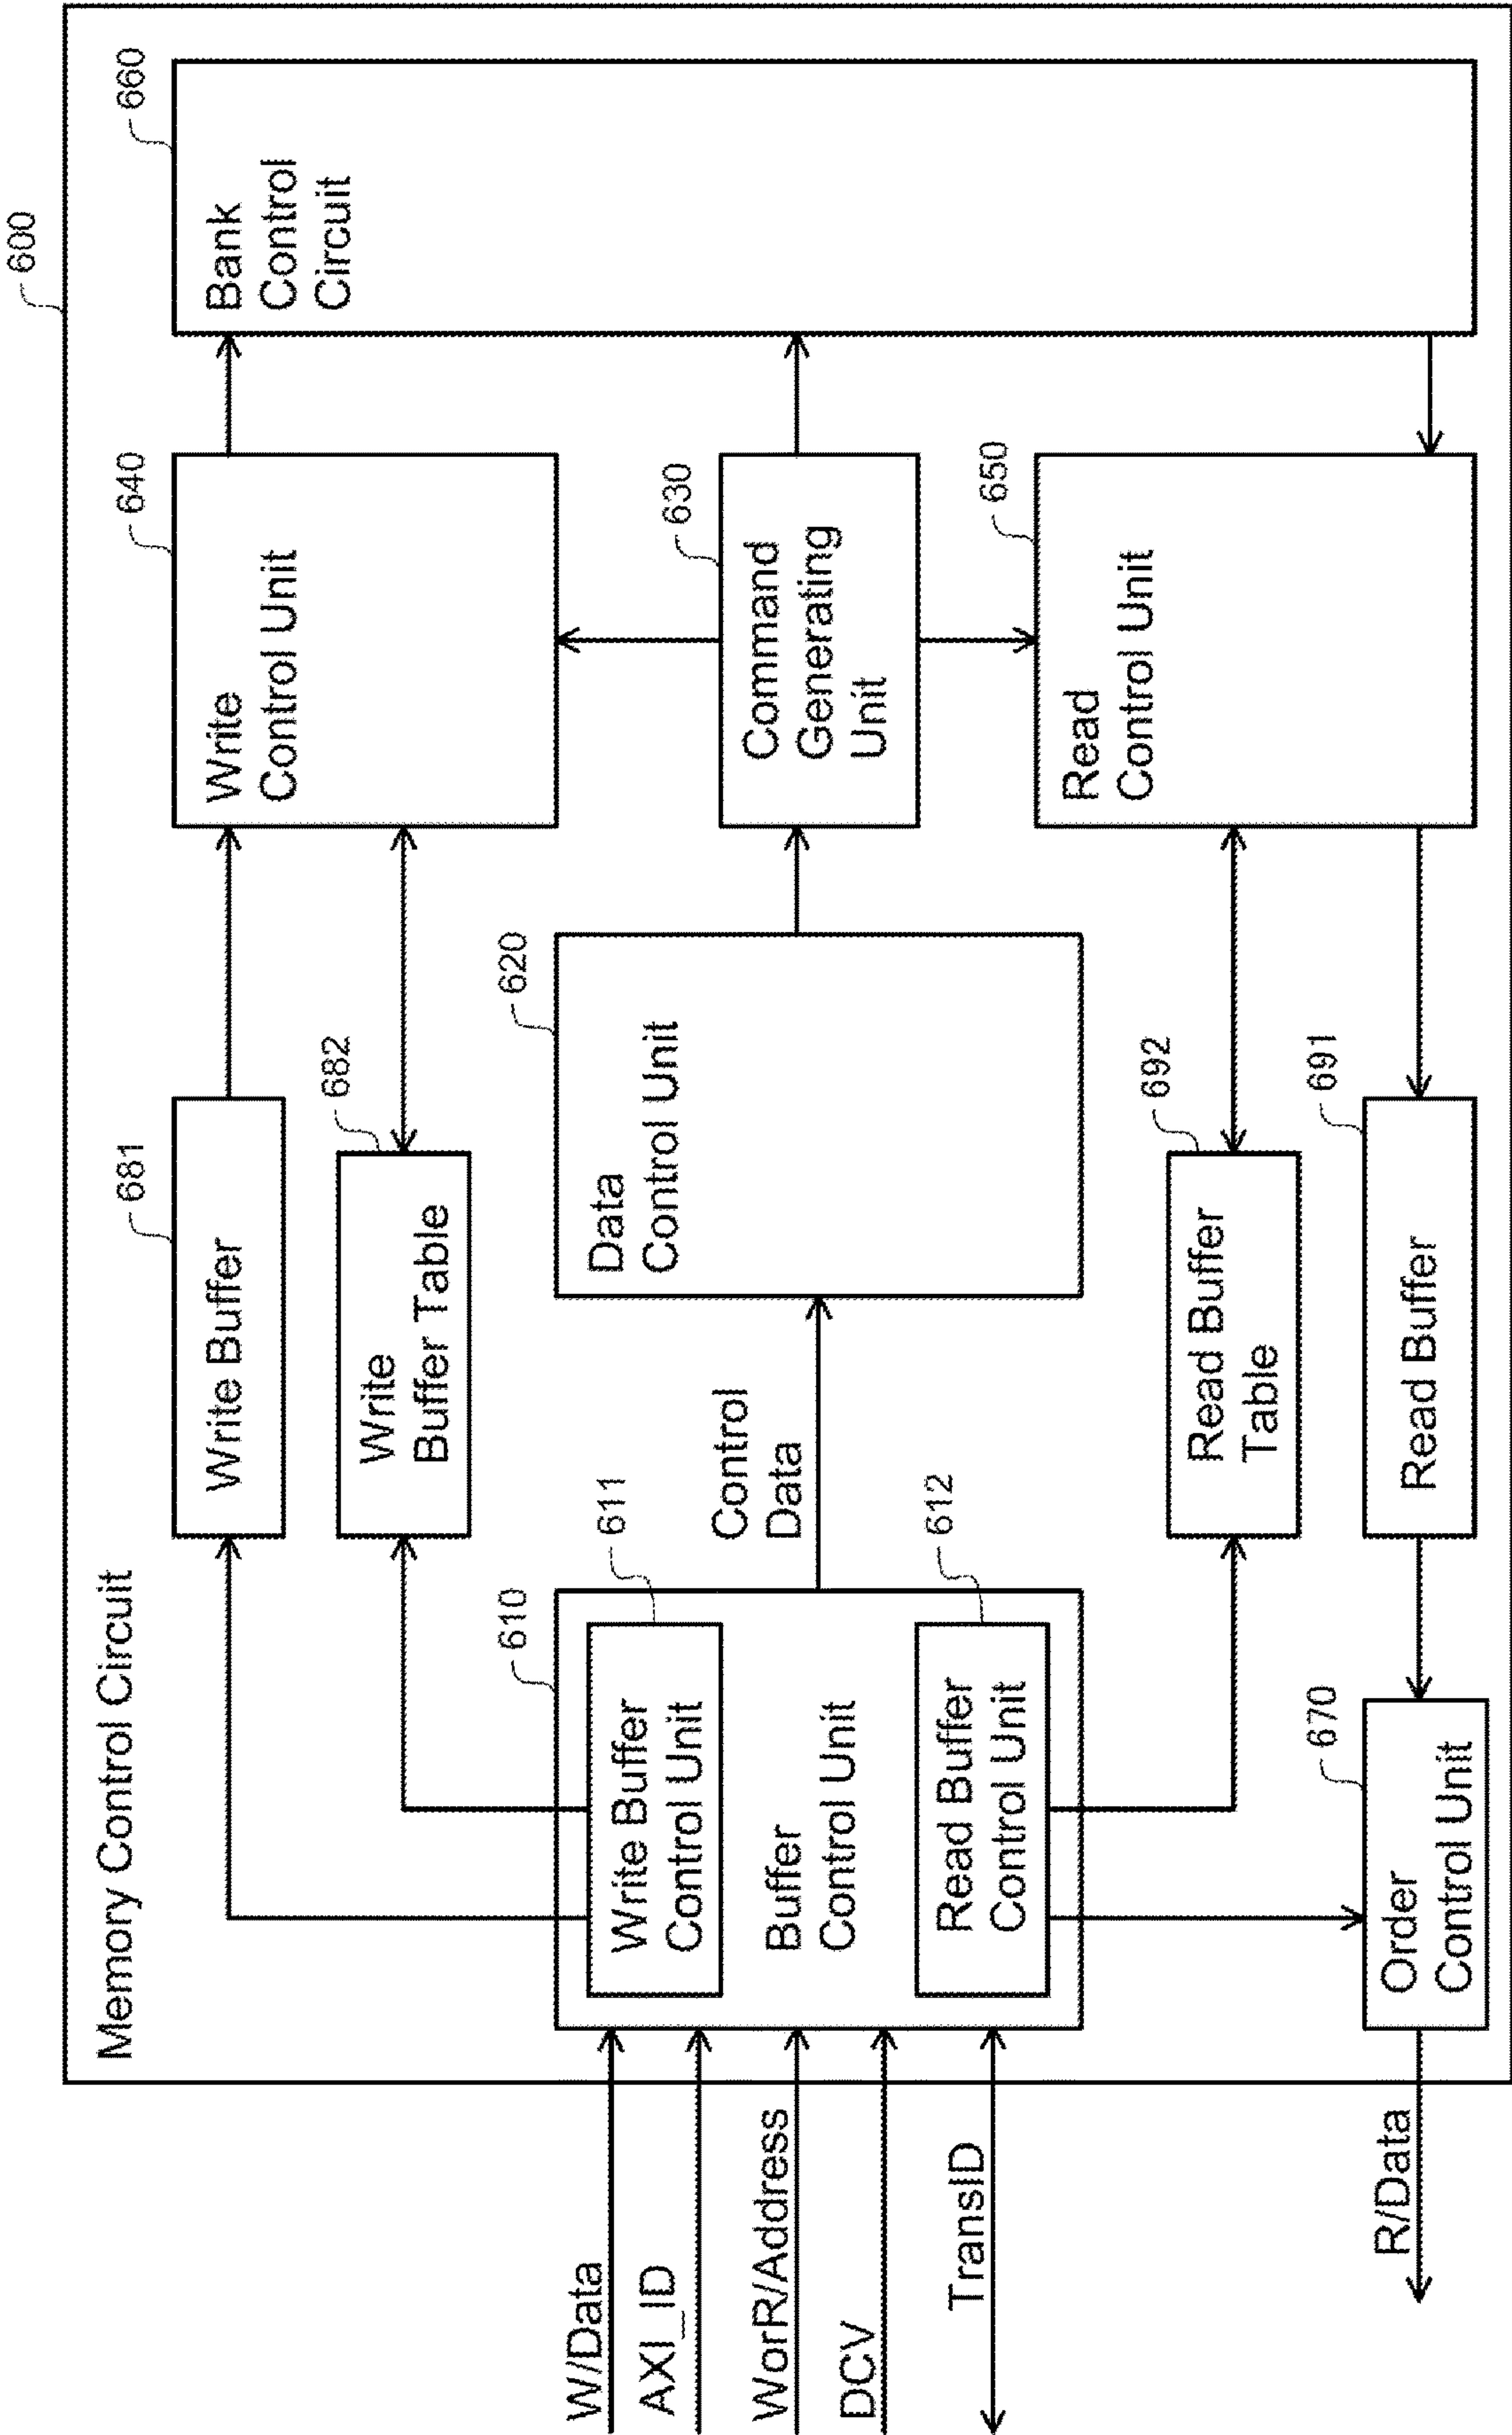 600
Memory Control Circuit
681
Write Buffer
682
Write
Buffer Table
640
Write
Control Unit
660
Bank
Control
Circuit
W/Data
AXI_ID
WorR/Address
DCV
TransID
610
611
Write Buffer
Control Unit
Buffer
Control Unit
612
Read Buffer
Control Unit
Control
Data
620
Data
Control Unit
630
Command
Generating
Unit
692
Read Buffer
Table
650
Read
Control Unit
691
Read Buffer
670
Order
Control Unit
R/Data